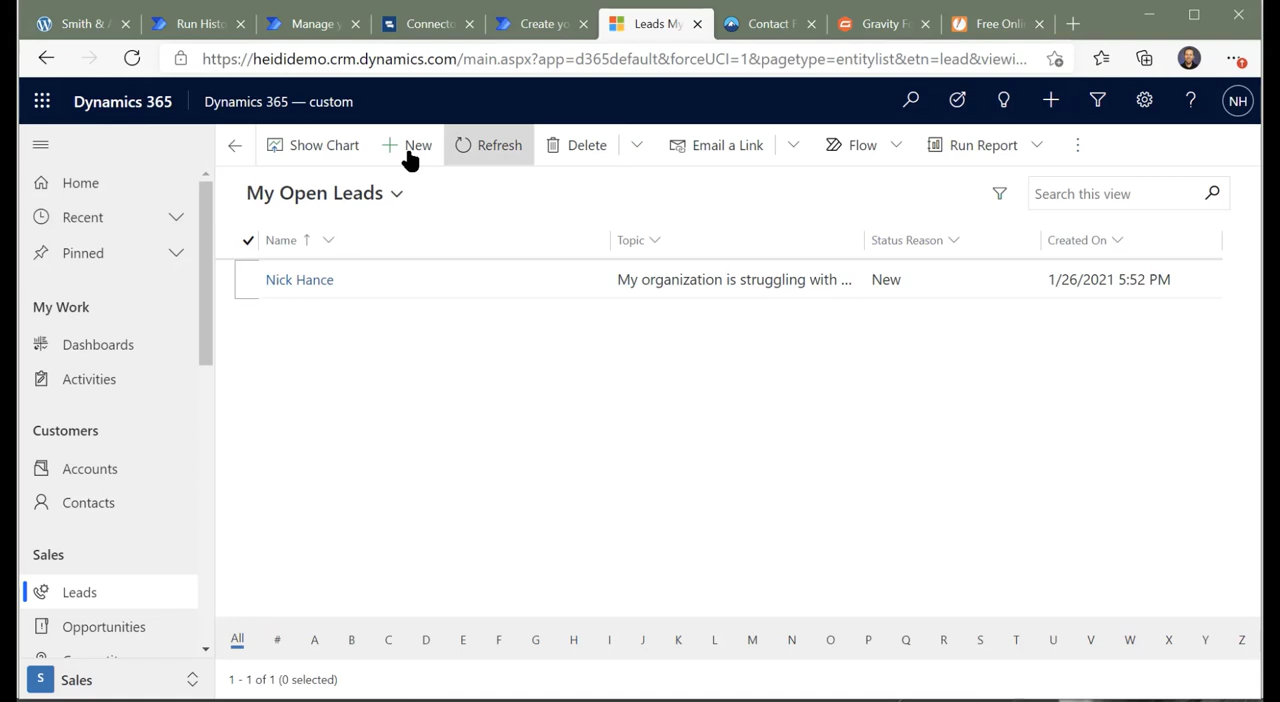 Smith & / Run Histo Manage y Connecto Create yo Leads My Contact F Gravity Fo Free Onli
https://heididemo.crm.dynamics.com/main.aspx?app=d365default&forceUCI=1&pagetype=entitylist&etn=lead&viewi...
Dynamics 365 Dynamics 365 — custom NH
Show Chart New Refresh Delete Email a Link Flow Run Report
Home
Recent
Pinned
My Work
Dashboards
Activities
Customers
Accounts
Contacts
Sales
Leads
Opportunities
S Sales
My Open Leads Search this view
Name Topic Status Reason Created On
Nick Hance My organization is struggling with ... New 1/26/2021 5:52 PM
All # A B C D E F G H I J K L M N O P Q R S T U V W X Y Z
1 - 1 of 1 (0 selected)